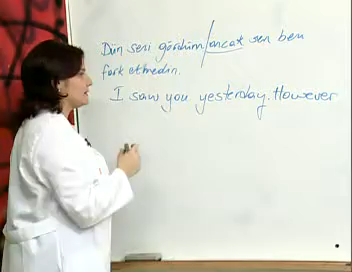 Dün seni gördüm/ancak sen beni
fark etmedin.
I saw you yesterday. However